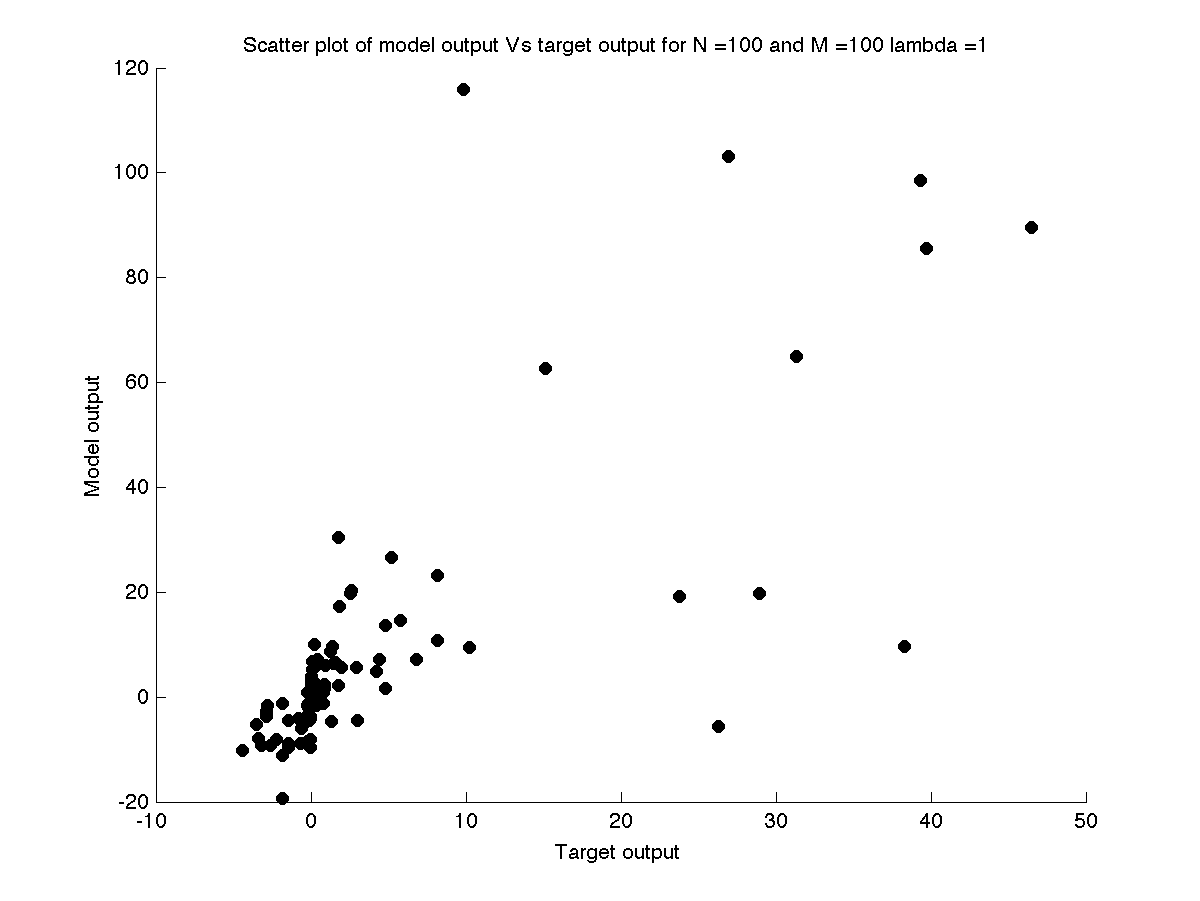 Scatter plot of model output Vs target output for N =100 and M =100 lambda =1
120
100
80
60
40
20
0
-20
Model output
-10 0 10 20 30 40 50
Target output